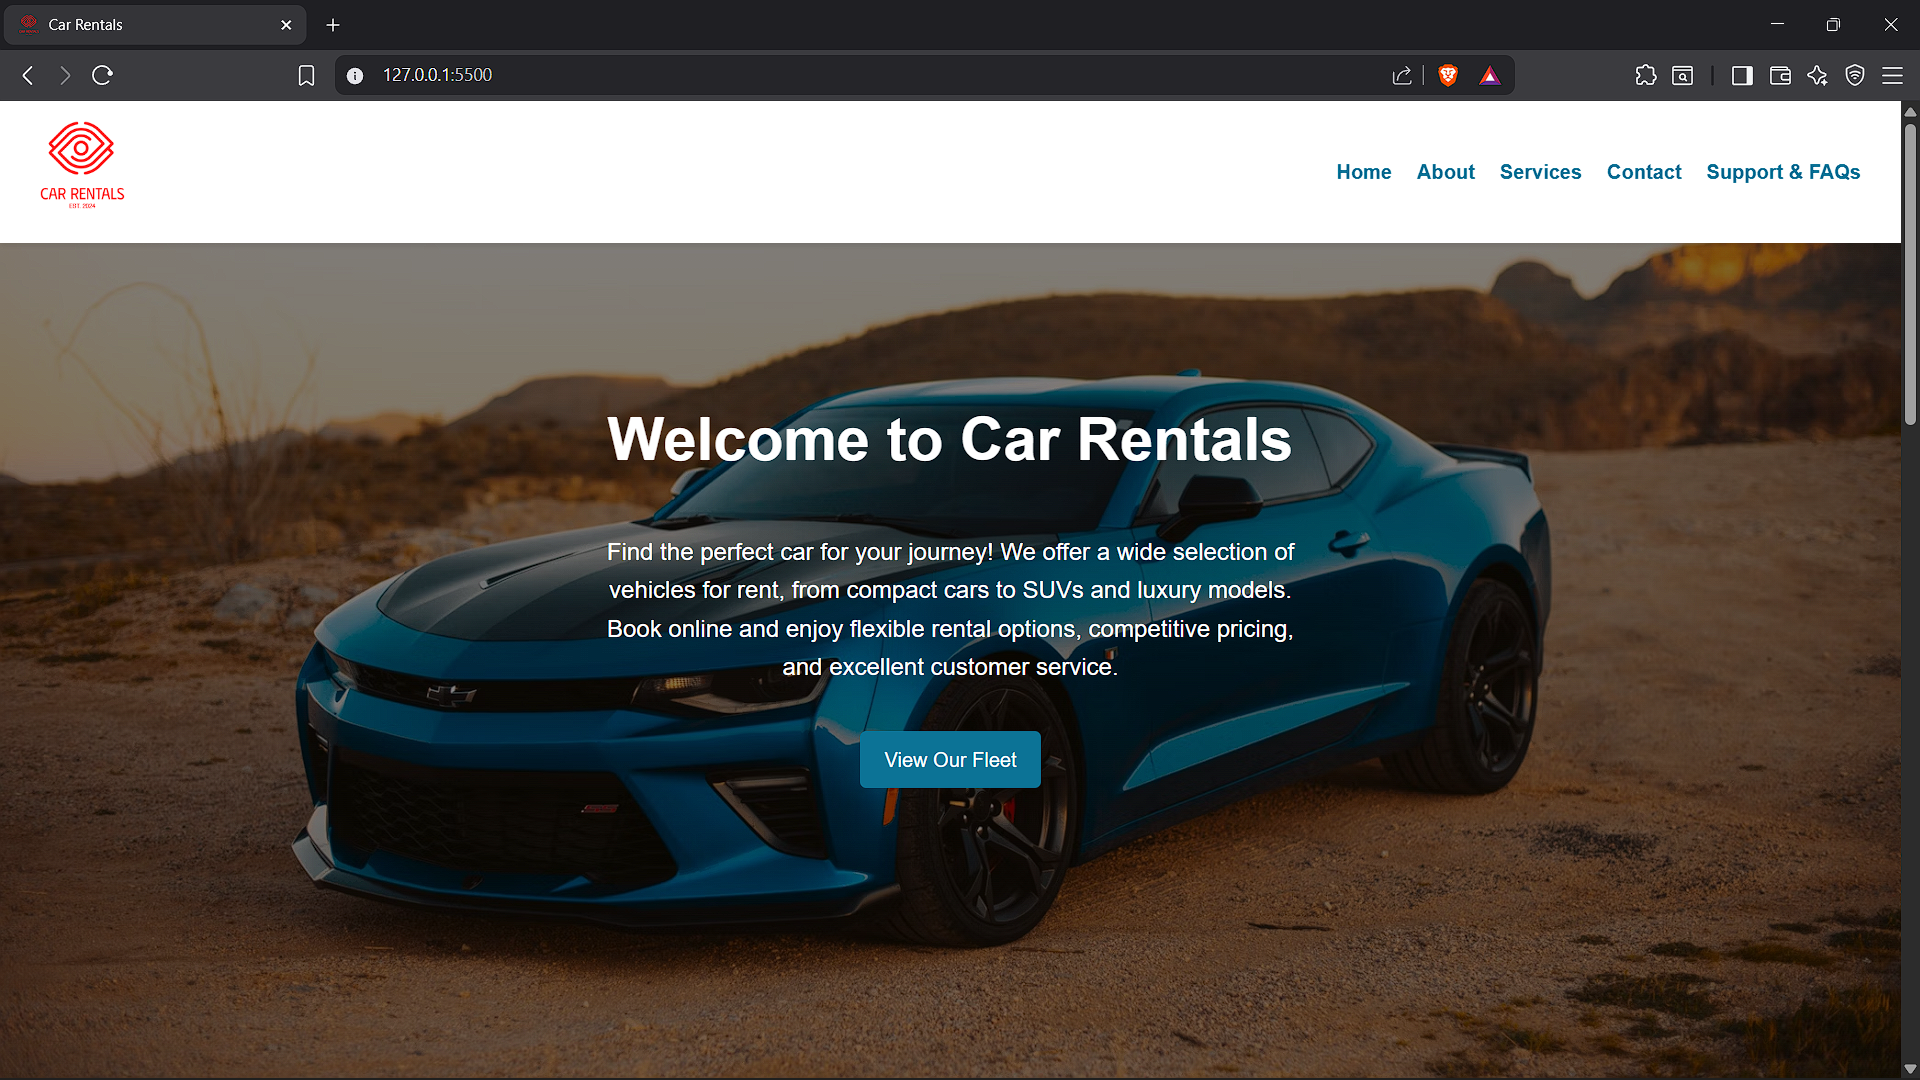 Car Rentals
127.0.0.1:5500
CAR RENTALS
EST. 2024
Home About Services Contact Support & FAQs
Welcome to Car Rentals
Find the perfect car for your journey! We offer a wide selection of
vehicles for rent, from compact cars to SUVs and luxury models.
Book online and enjoy flexible rental options, competitive pricing,
and excellent customer service.
View Our Fleet